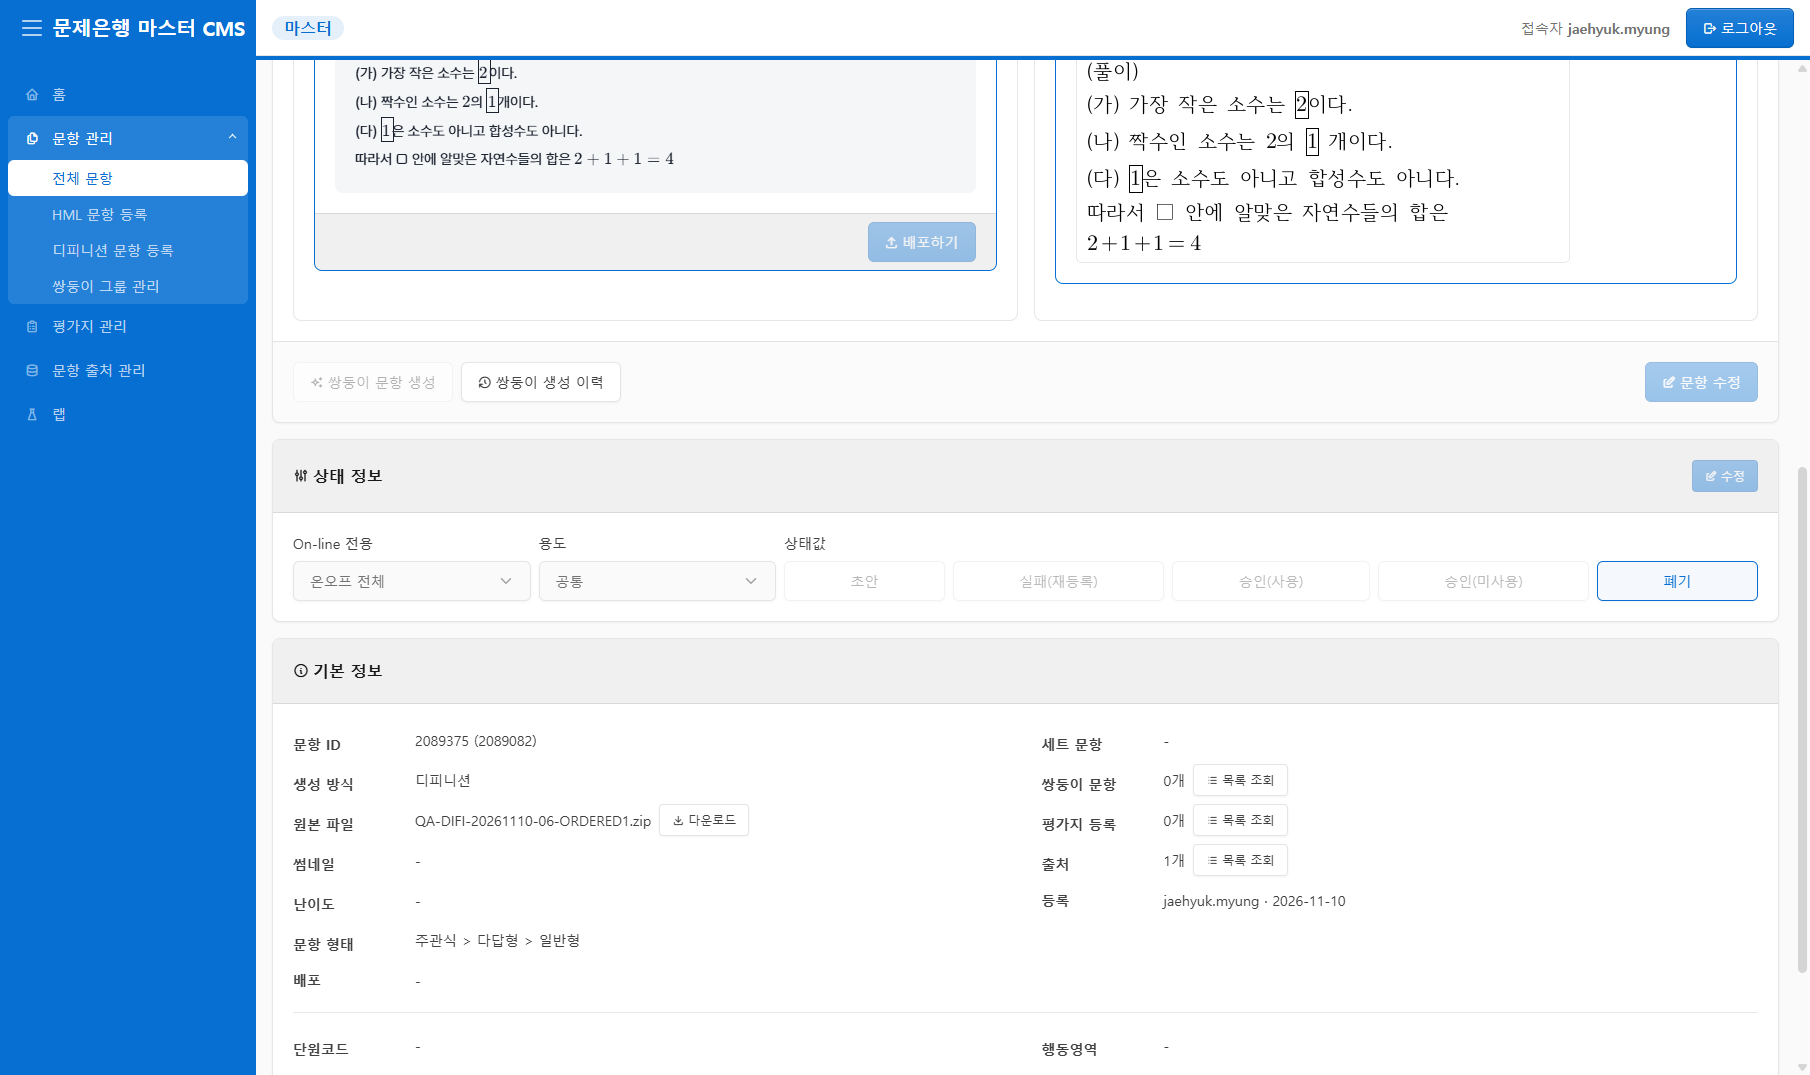 문제은행 마스터 CMS
마스터
접속자 jaehyuk.myung
로그아웃
홈
문항 관리
전체 문항
HML 문항 등록
디피니션 문항 등록
쌍둥이 그룹 관리
평가지 관리
문항 출처 관리
랩
(가) 가장 작은 소수는 2이다.
(나) 짝수인 소수는 2의 1개이다.
(다) 1은 소수도 아니고 합성수도 아니다.
따라서 □ 안에 알맞은 자연수들의 합은 2 + 1 + 1 = 4
배포하기
(풀이)
(가) 가장 작은 소수는 2이다.
(나) 짝수인 소수는 2의 1 개이다.
(다) 1은 소수도 아니고 합성수도 아니다.
따라서 □ 안에 알맞은 자연수들의 합은
2+1+1=4
쌍둥이 문항 생성
쌍둥이 생성 이력
문항 수정
상태 정보
수정
On-line 전용
용도
상태값
온오프 전체
공통
초안
실패(재등록)
승인(사용)
승인(미사용)
폐기
기본 정보
문항 ID
2089375 (2089082)
생성 방식
디피니션
원본 파일
QA-DIFI-20261110-06-ORDERED1.zip
다운로드
썸네일
-
난이도
-
문항 형태
주관식 > 다답형 > 일반형
배포
-
세트 문항
-
쌍둥이 문항
0개
목록 조회
평가지 등록
0개
목록 조회
출처
1개
목록 조회
등록
jaehyuk.myung · 2026-11-10
단원코드
-
행동영역
-